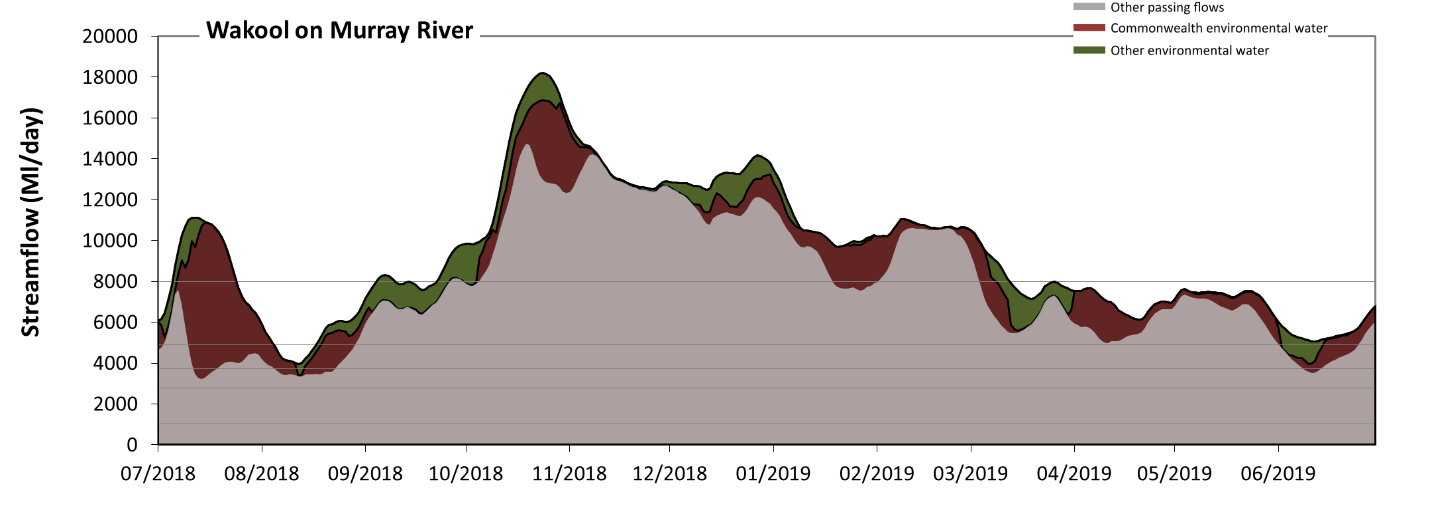 Other passing flows
Wakool on Murray River
Commonwealth environmental water
Other environmental water
Streamflow (Ml/day)
20000
18000
16000
14000
12000
10000
8000
6000
4000
2000
0
07/2018 08/2018 09/2018 10/2018 11/2018 12/2018 01/2019 02/2019 03/2019 04/2019 05/2019 06/2019